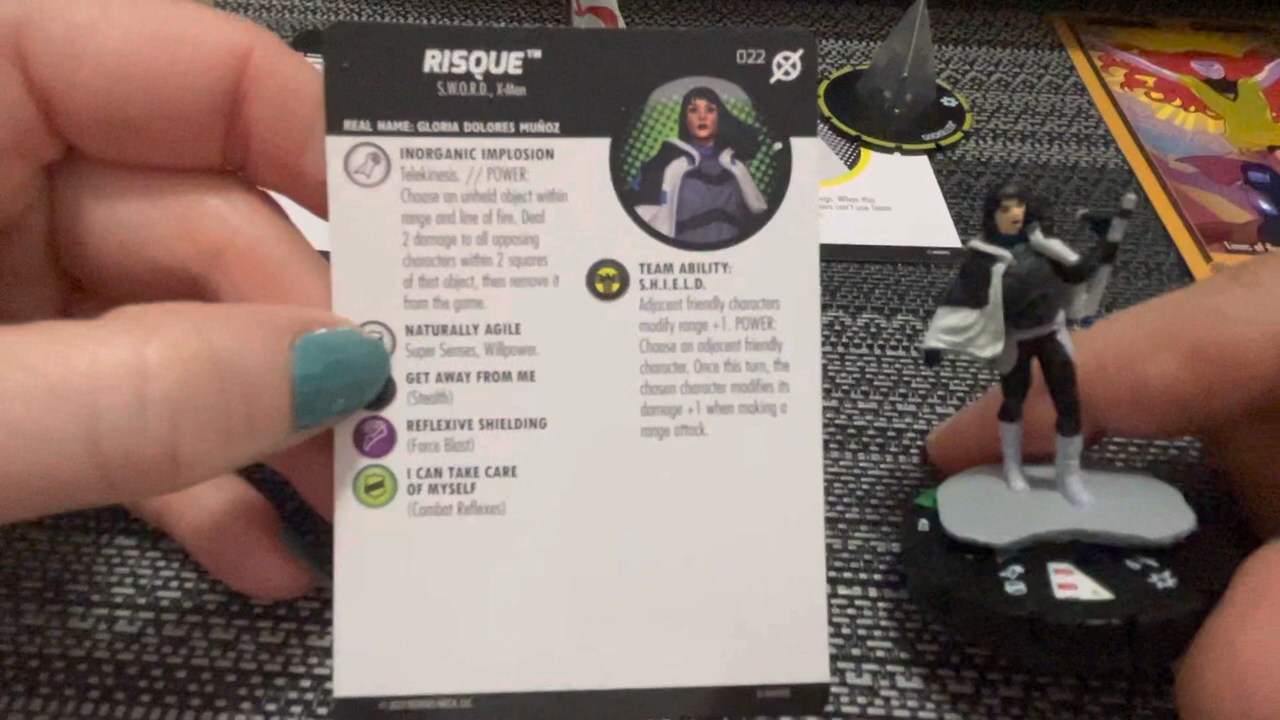 RISQUE™
022
S.W.O.R.D., X-Men
REAL NAME: GLORIA DOLORES MUÑOZ
INORGANIC IMPLOSION
Telekinesis. // POWER:
Choose an unheld object within
range and line of fire. Deal
2 damage to all opposing
characters within 2 squares
of that object, then remove it
from the game.
NATURALLY AGILE
Super Senses, Willpower.
GET AWAY FROM ME
(Stealth)
REFLEXIVE SHIELDING
(Force Blast)
I CAN TAKE CARE
OF MYSELF
(Combat Reflexes)
TEAM ABILITY:
S.H.I.E.L.D.
Adjacent friendly characters
modify range +1. POWER:
Choose an adjacent friendly
character. Once this turn, the
chosen character modifies its
damage +1 when making a
range attack.